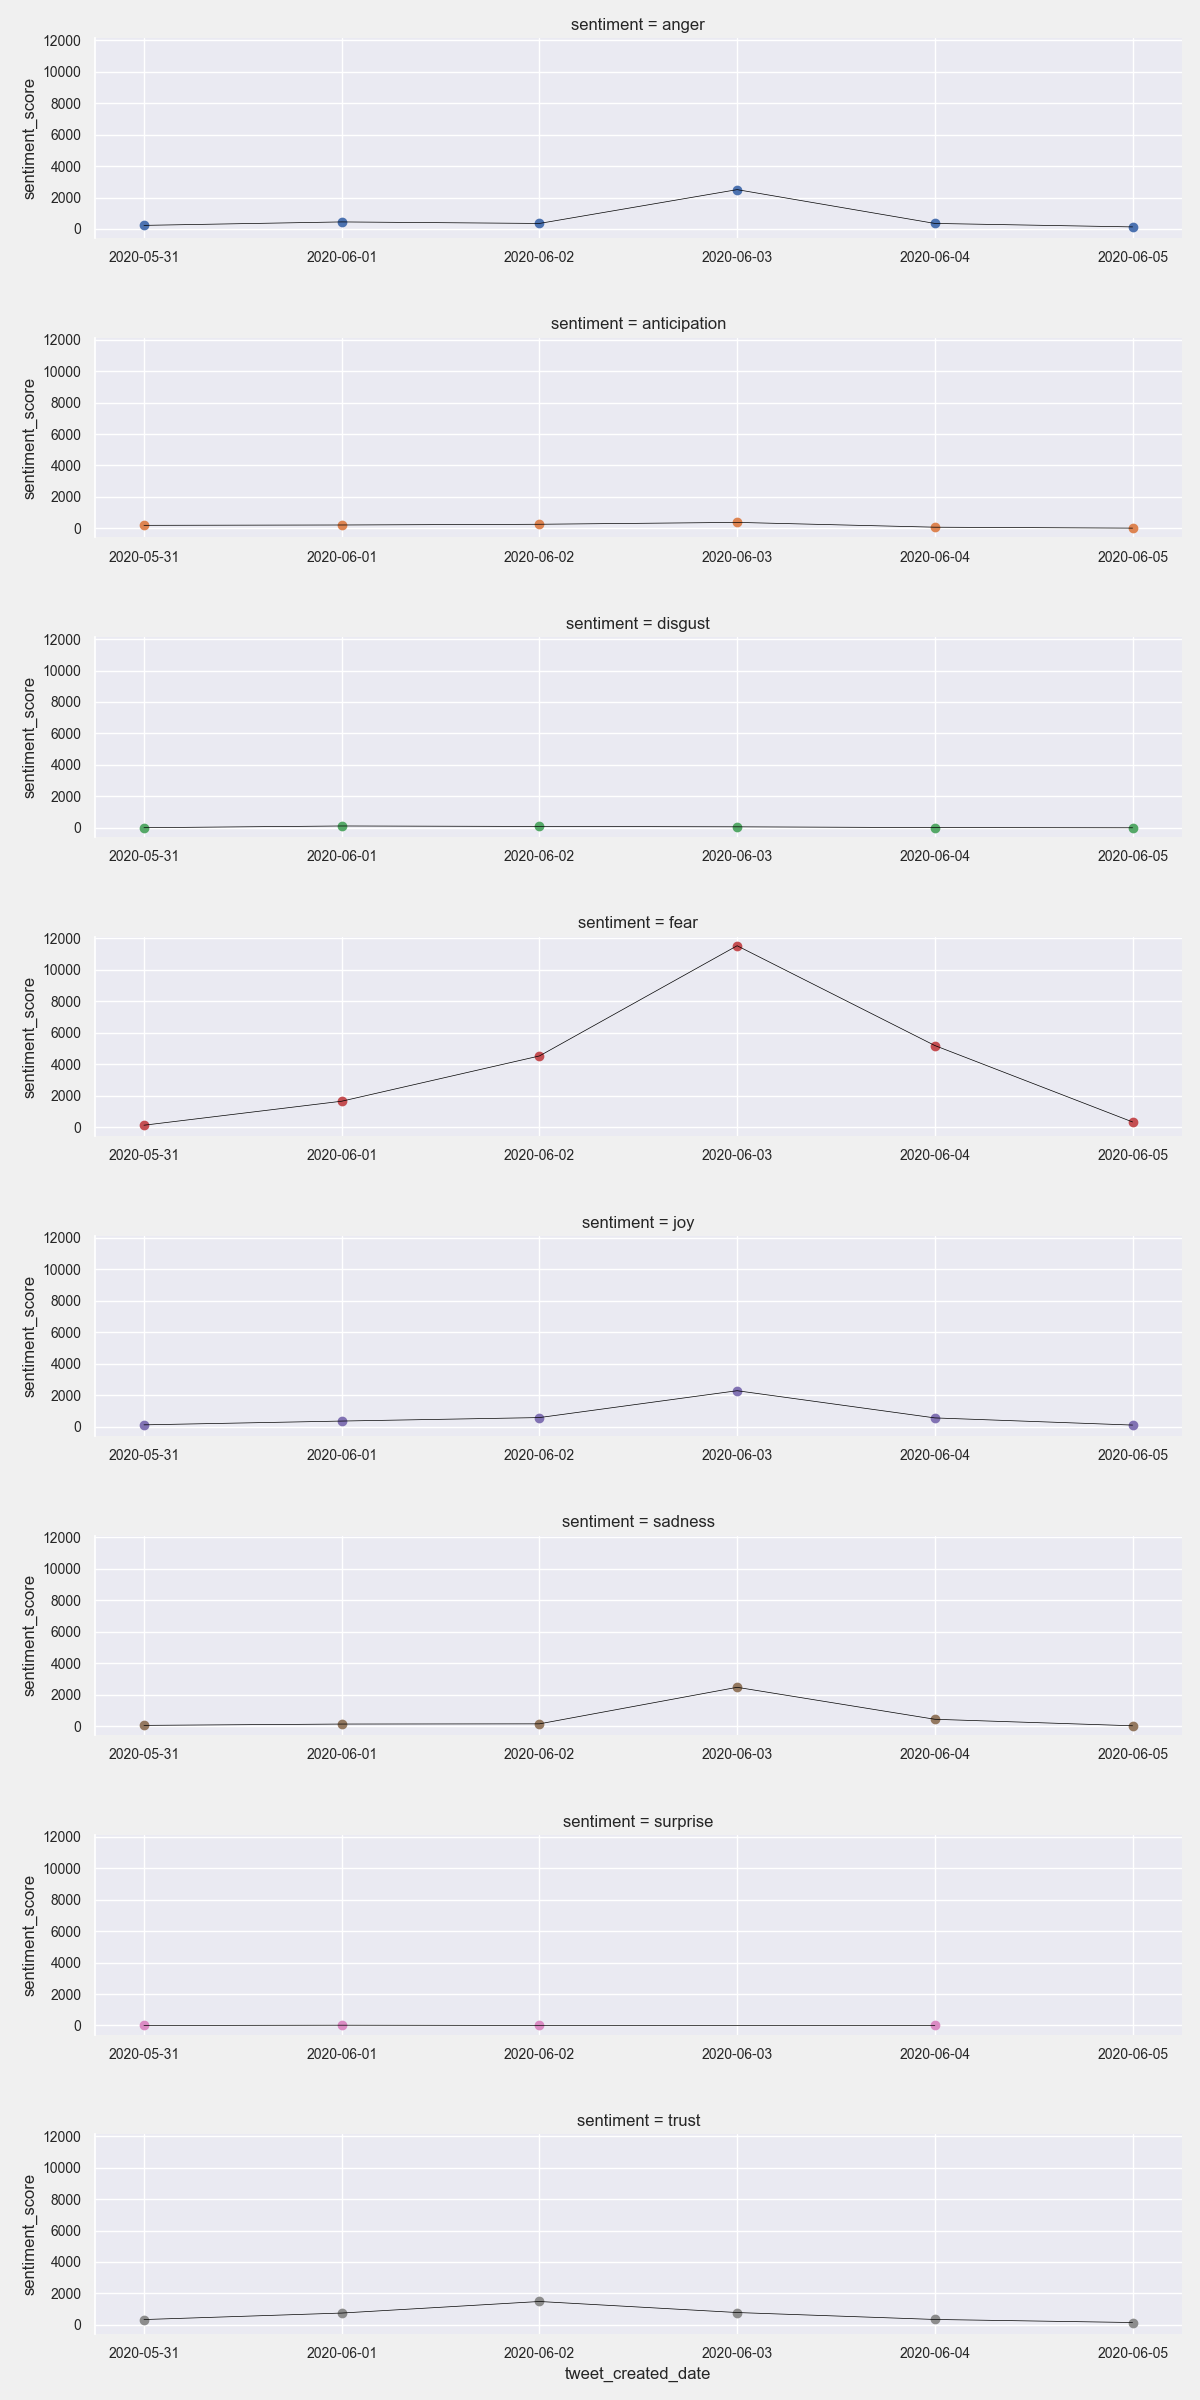 sentiment = anger
12000
10000
8000
6000
4000
2000
0
sentiment_score
2020-05-31 2020-06-01 2020-06-02 2020-06-03 2020-06-04 2020-06-05
sentiment = anticipation
12000
10000
8000
6000
4000
2000
0
sentiment_score
2020-05-31 2020-06-01 2020-06-02 2020-06-03 2020-06-04 2020-06-05
sentiment = disgust
12000
10000
8000
6000
4000
2000
0
sentiment_score
2020-05-31 2020-06-01 2020-06-02 2020-06-03 2020-06-04 2020-06-05
sentiment = fear
12000
10000
8000
6000
4000
2000
0
sentiment_score
2020-05-31 2020-06-01 2020-06-02 2020-06-03 2020-06-04 2020-06-05
sentiment = joy
12000
10000
8000
6000
4000
2000
0
sentiment_score
2020-05-31 2020-06-01 2020-06-02 2020-06-03 2020-06-04 2020-06-05
sentiment = sadness
12000
10000
8000
6000
4000
2000
0
sentiment_score
2020-05-31 2020-06-01 2020-06-02 2020-06-03 2020-06-04 2020-06-05
sentiment = surprise
12000
10000
8000
6000
4000
2000
0
sentiment_score
2020-05-31 2020-06-01 2020-06-02 2020-06-03 2020-06-04 2020-06-05
sentiment = trust
12000
10000
8000
6000
4000
2000
0
sentiment_score
2020-05-31 2020-06-01 2020-06-02 2020-06-03 2020-06-04 2020-06-05
tweet_created_date